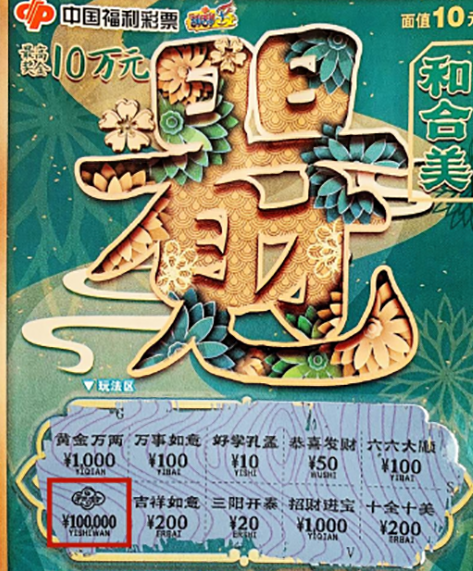 中国福利彩票 刮刮乐 面值10
最高奖金10万元
和合美
▼玩法区
G
黄金万两 万事如意 好学孔孟 恭喜发财 六六大顺
¥1,000 ¥100 ¥10 ¥50 ¥100
YIQIAN YIBAI YISHI WUSHI YIBAI
吉祥如意 三阳开泰 招财进宝 十全十美
¥100,000 ¥200 ¥20 ¥1,000 ¥200
YISHIWAN ERBAI ERSHI YIQIAN ERBAI
V